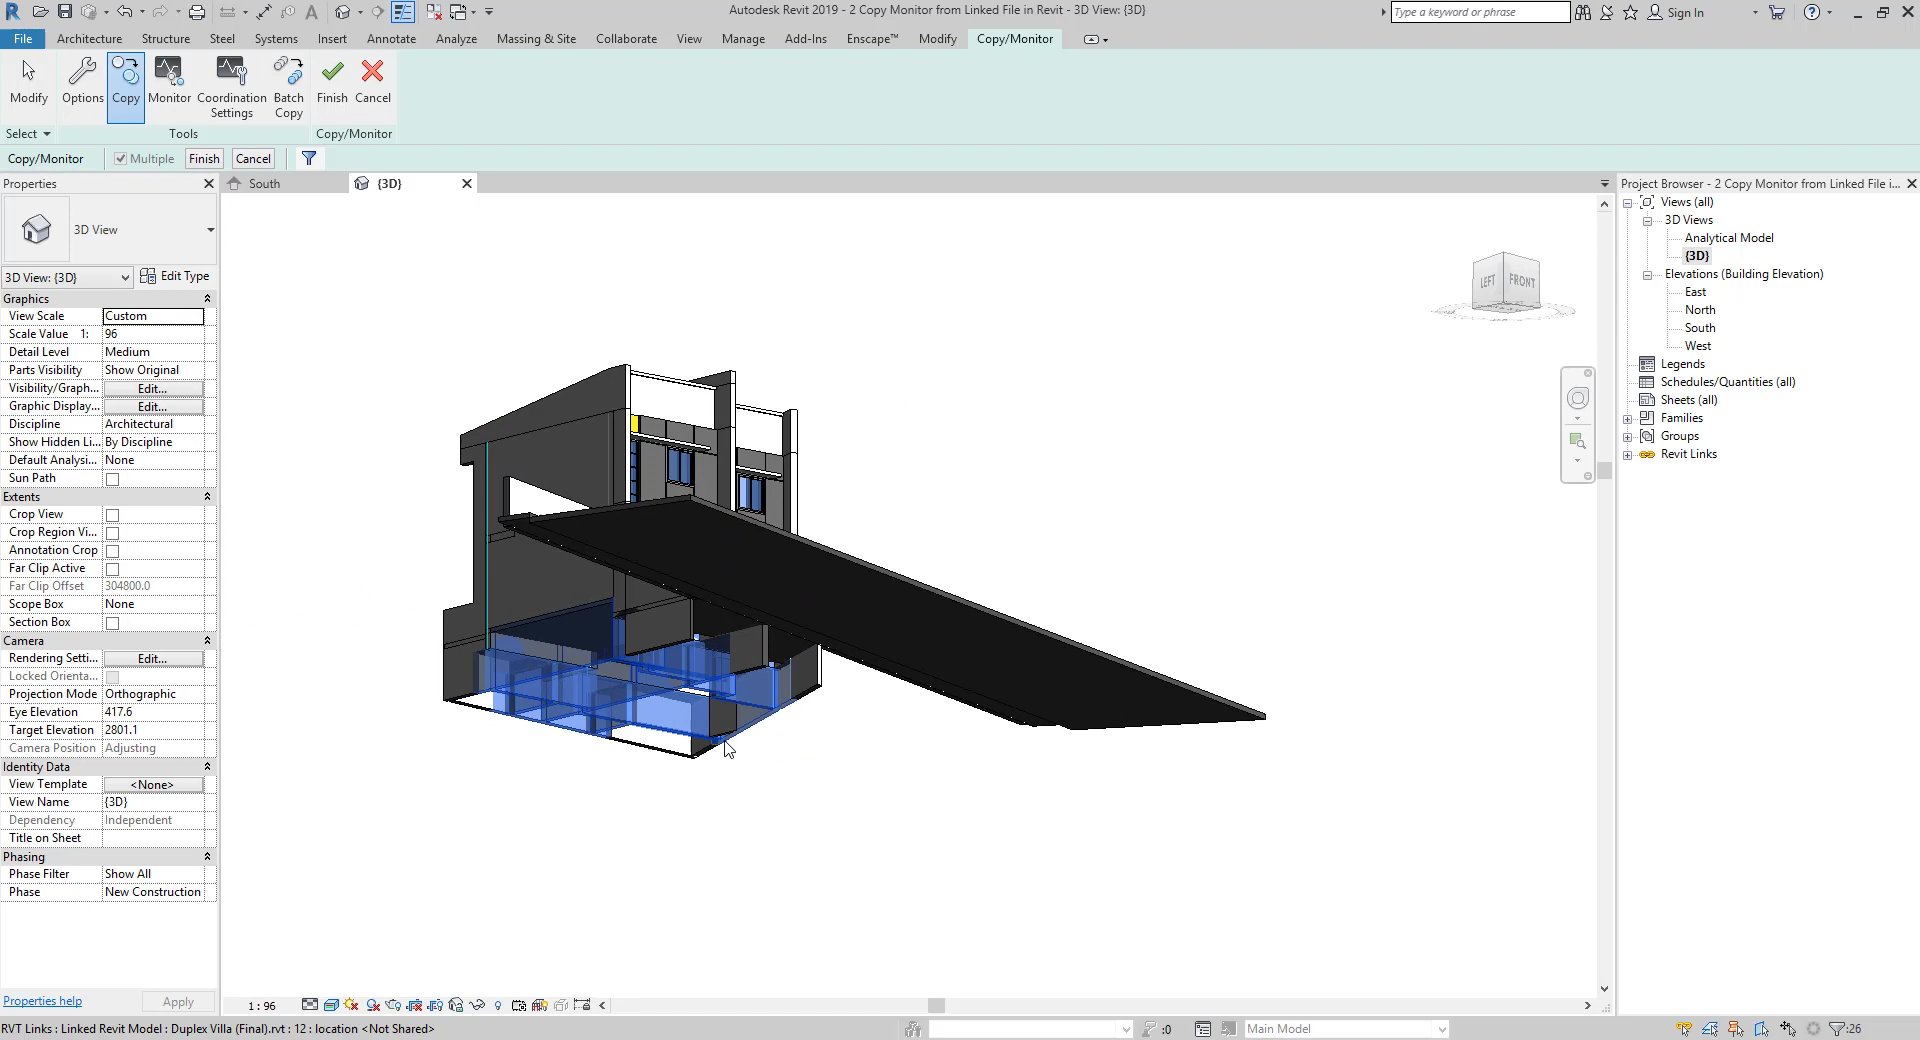 Autodesk Revit 2019 - 2 Copy Monitor from Linked File in Revit - 3D View: {3D}
Type a keyword or phrase
Sign In
File Architecture Structure Steel Systems Insert Annotate Analyze Massing & Site Collaborate View Manage Add-Ins Enscape™ Modify Copy/Monitor
Modify Options Copy Monitor Coordination Settings Batch Copy Finish Cancel
Select Tools Copy/Monitor
Copy/Monitor Multiple Finish Cancel
Properties
South
{3D}
Project Browser - 2 Copy Monitor from Linked File i...
3D View
3D View: {3D} Edit Type
Graphics
View Scale Custom
Scale Value 1: 96
Detail Level Medium
Parts Visibility Show Original
Visibility/Graph... Edit...
Graphic Display... Edit...
Discipline Architectural
Show Hidden Li... By Discipline
Default Analysi... None
Sun Path
Extents
Crop View
Crop Region Vi...
Annotation Crop
Far Clip Active
Far Clip Offset 304800.0
Scope Box None
Section Box
Camera
Rendering Setti... Edit...
Locked Orienta...
Projection Mode Orthographic
Eye Elevation 417.6
Target Elevation 2801.1
Camera Position Adjusting
Identity Data
View Template <None>
View Name {3D}
Dependency Independent
Title on Sheet
Phasing
Phase Filter Show All
Phase New Construction
Properties help Apply
LEFT FRONT
Views (all)
3D Views
Analytical Model
{3D}
Elevations (Building Elevation)
East
North
South
West
Legends
Schedules/Quantities (all)
Sheets (all)
Families
Groups
Revit Links
1 : 96
RVT Links : Linked Revit Model : Duplex Villa (Final).rvt : 12 : location <Not Shared>
:0
Main Model
:26